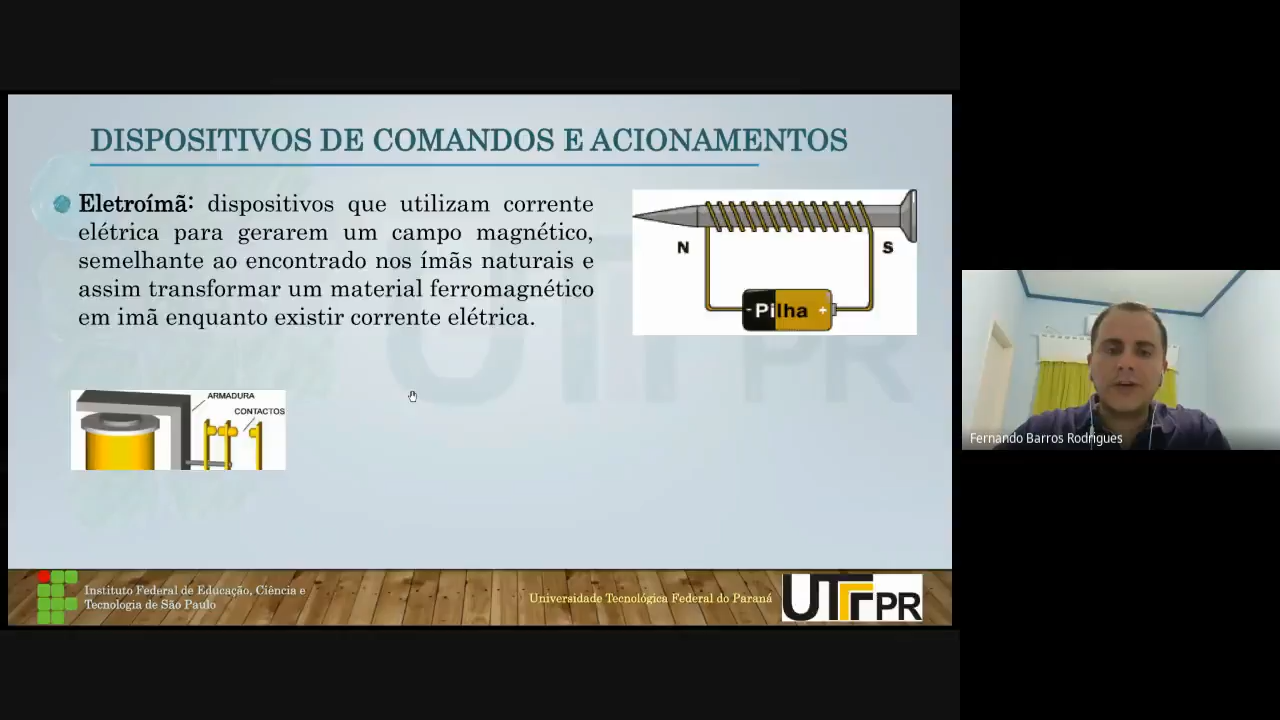 DISPOSITIVOS DE COMANDOS E ACIONAMENTOS
Eletroímã: dispositivos que utilizam corrente
elétrica para gerarem um campo magnético,
semelhante ao encontrado nos ímãs naturais e
assim transformar um material ferromagnético
em imã enquanto existir corrente elétrica.
N
S
- Pilha +
ARMADURA
CONTACTOS
UTFPR
Instituto Federal de Educação, Ciência e
Tecnologia de São Paulo
Universidade Tecnológica Federal do Paraná
UTFPR
Fernando Barros Rodrigues